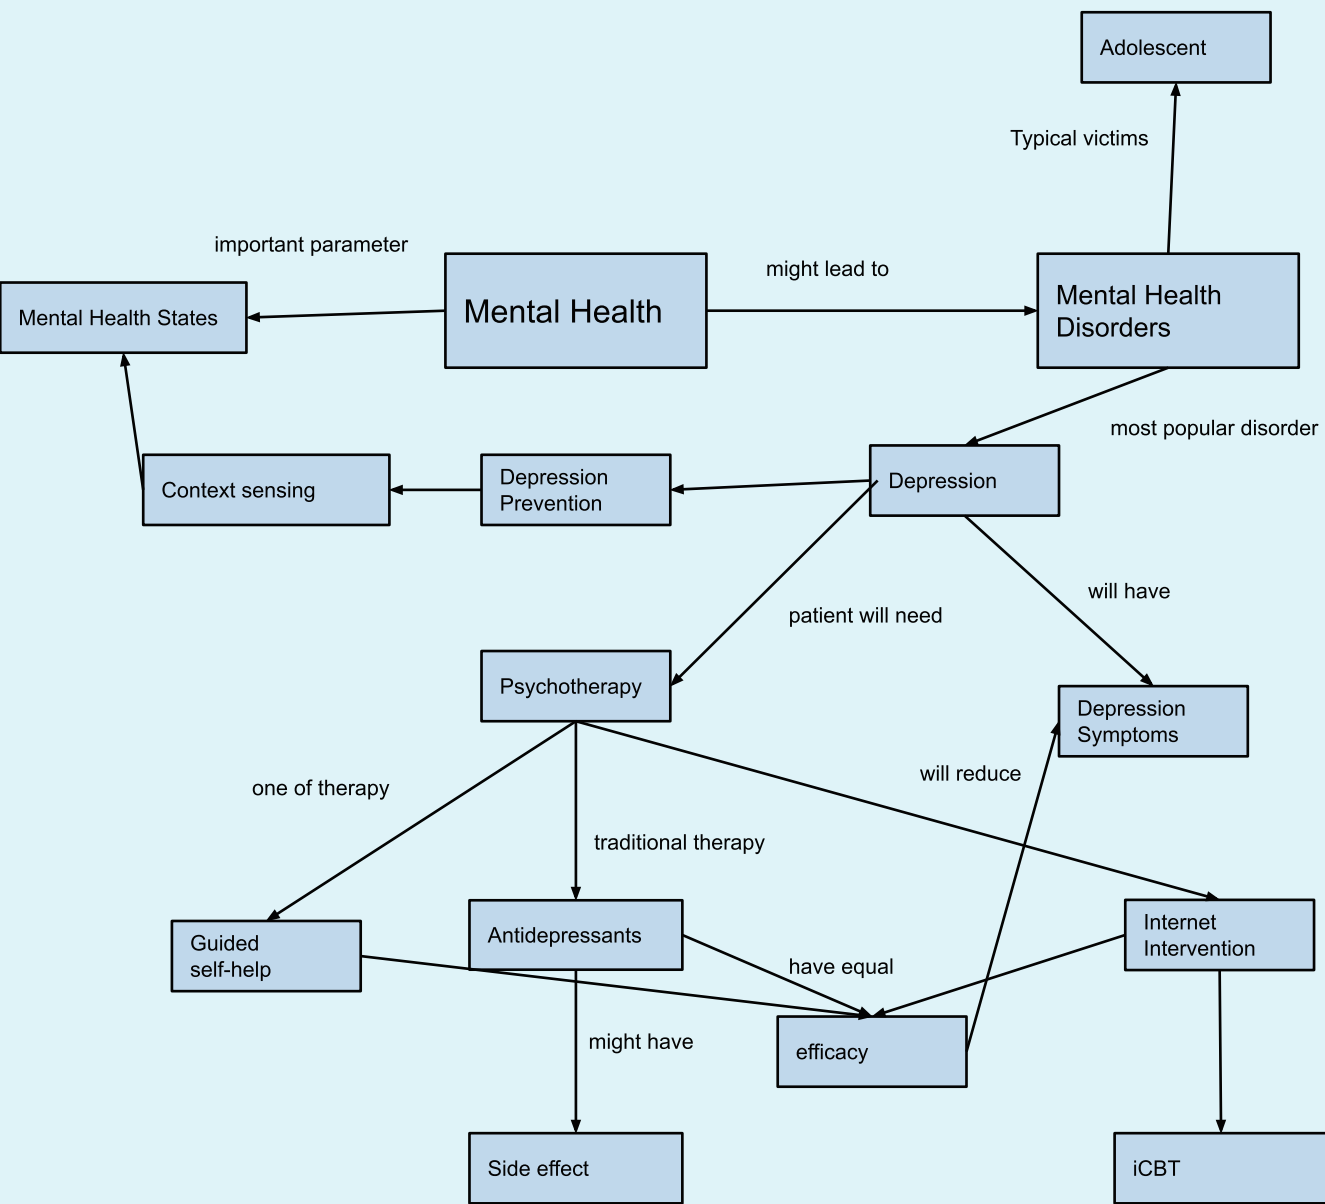 Adolescent
Typical victims
important parameter
might lead to
Mental Health States
Mental Health
Mental Health
Disorders
most popular disorder
Context sensing
Depression
Prevention
Depression
will have
patient will need
Psychotherapy
Depression
Symptoms
will reduce
one of therapy
traditional therapy
Guided
self-help
Antidepressants
have equal
Internet
Intervention
might have
efficacy
Side effect
iCBT